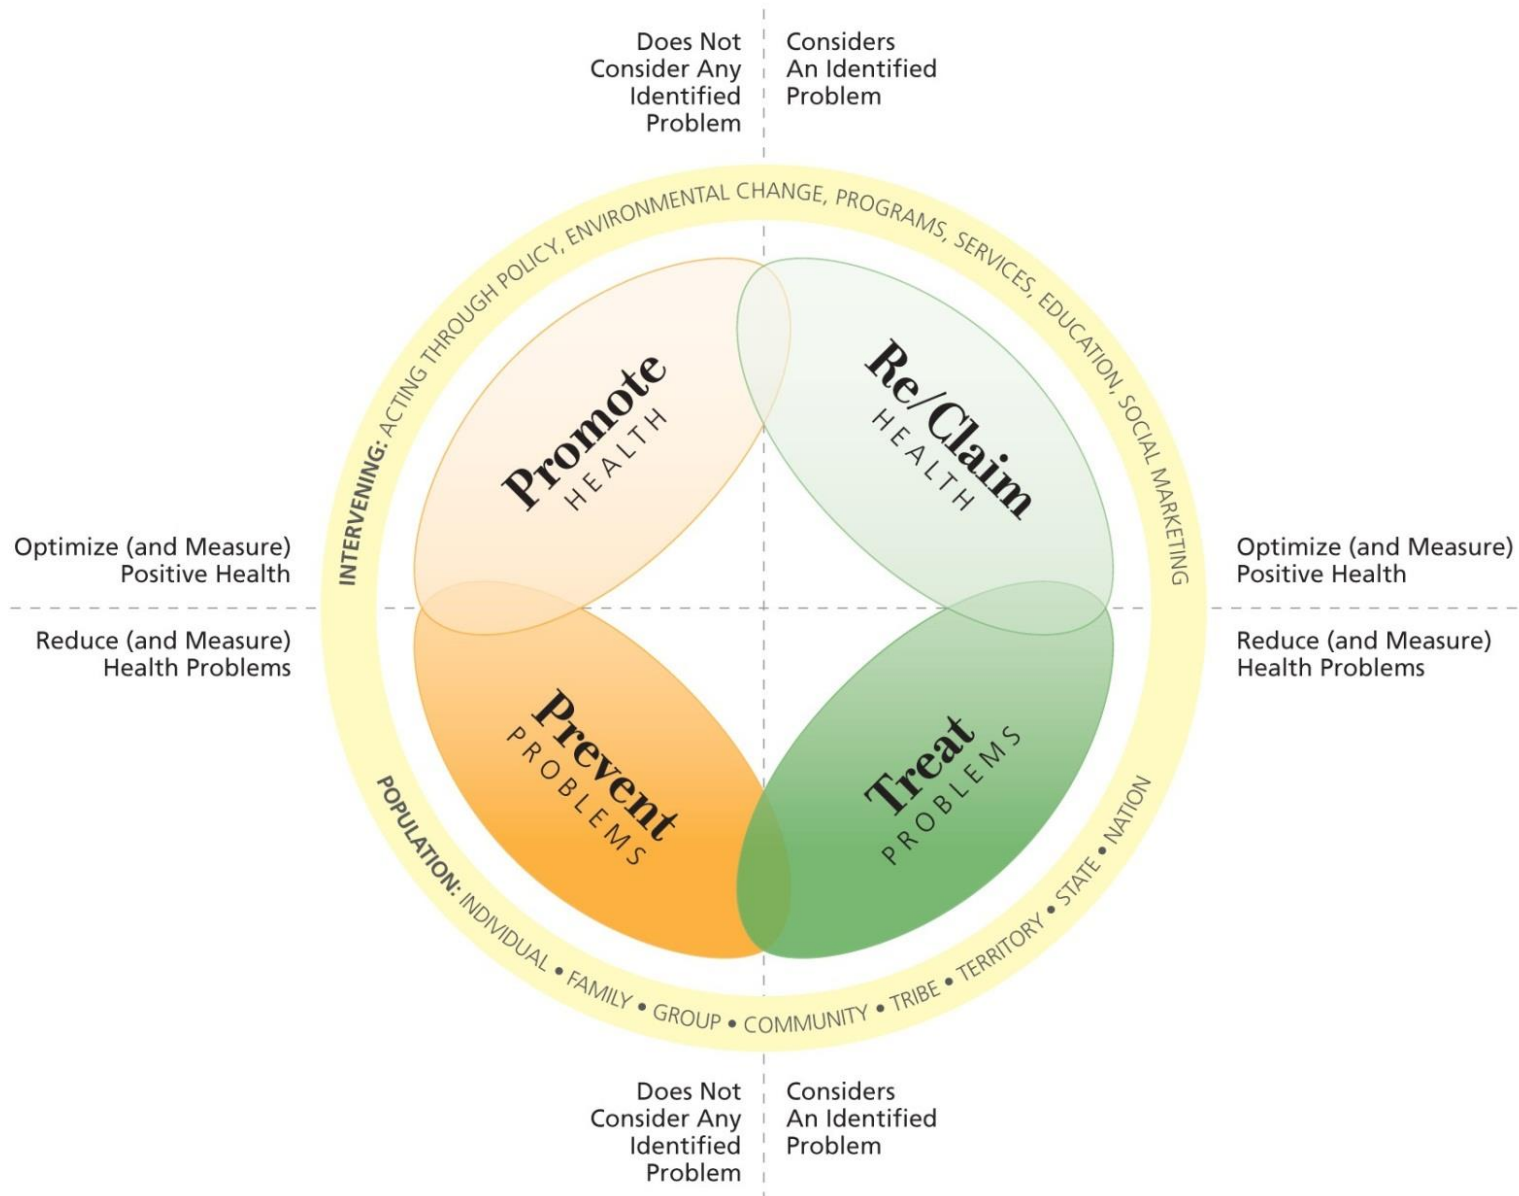 Does Not
Consider Any
Identified
Problem
Considers
An Identified
Problem
INTERVENING: ACTING THROUGH POLICY, ENVIRONMENTAL CHANGE, PROGRAMS, SERVICES, EDUCATION, SOCIAL MARKETING
Promote
HEALTH
Re/Claim
HEALTH
Optimize (and Measure)
Positive Health
Optimize (and Measure)
Positive Health
Reduce (and Measure)
Health Problems
Reduce (and Measure)
Health Problems
Prevent
PROBLEMS
Treat
PROBLEMS
POPULATION: INDIVIDUAL • FAMILY • GROUP • COMMUNITY • TRIBE • TERRITORY • STATE • NATION
Does Not
Consider Any
Identified
Problem
Considers
An Identified
Problem